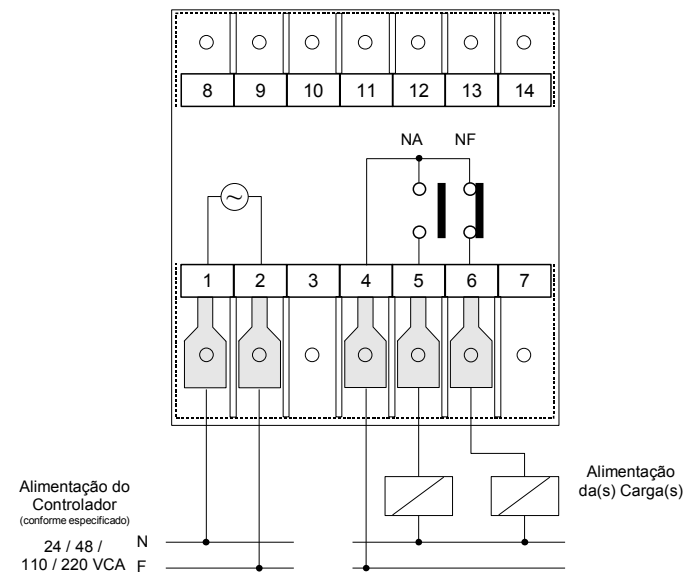 8 9 10 11 12 13 14
NA NF
~
1 2 3 4 5 6 7
Alimentação do
Controlador
(conforme especificado)
24 / 48 /
110 / 220 VCA
N
F
Alimentação
da(s) Carga(s)